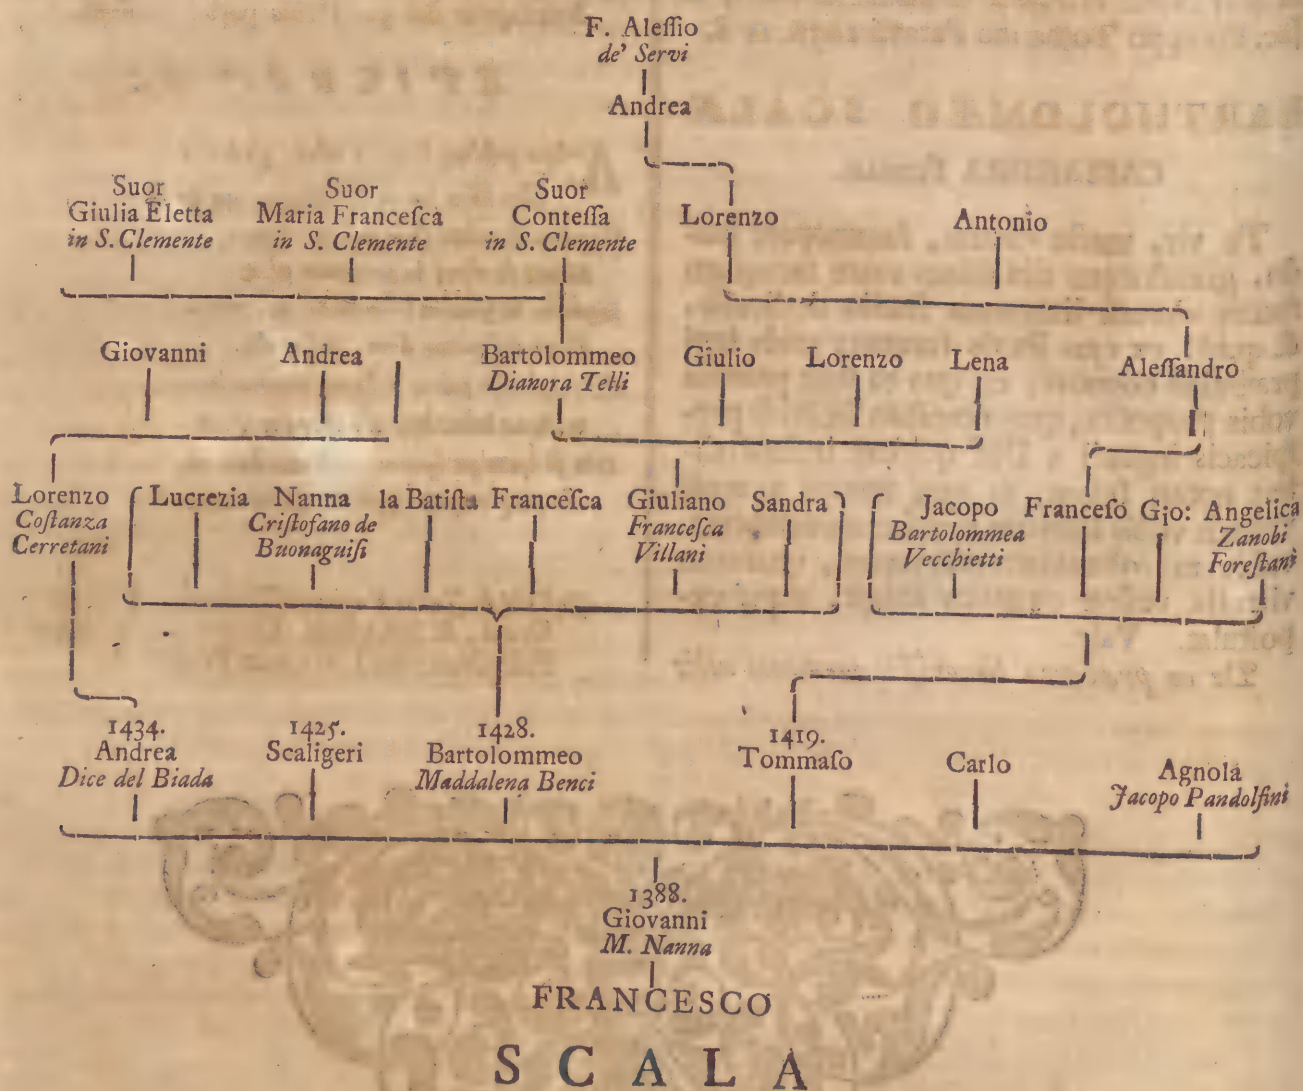 F. Aleſſio
de' Servi
Andrea
Suor
Giulia Eletta
in S. Clemente
Suor
Maria Franceſca
in S. Clemente
Suor
Conteſſa
in S. Clemente
Lorenzo
Antonio
Giovanni
Andrea
Bartolommeo
Dianora Telli
Giulio
Lorenzo
Lena
Aleſſandro
Lorenzo
Coſtanza
Cerretani
Lucrezia
Nanna
Criſtofano de
Buonaguiſi
la Batiſta
Franceſca
Giuliano
Franceſca
Villani
Sandra
Jacopo
Bartolommea
Vecchietti
Franceſo
Gio:
Angelica
Zanobi
Foreſtani
1434.
Andrea
Dice del Biada
1425.
Scaligeri
1428.
Bartolommeo
Maddalena Benci
1419.
Tommaſo
Carlo
Agnola
Jacopo Pandolfini
1388.
Giovanni
M. Nanna
FRANCESCO
SCALA